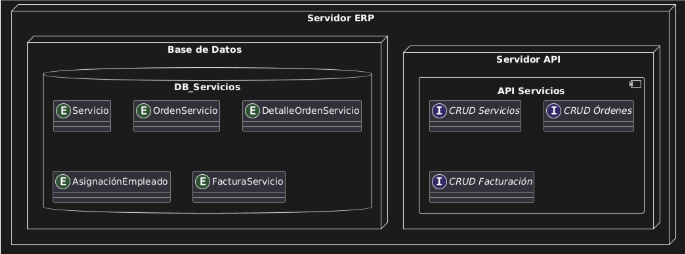 Servidor ERP
Base de Datos
DB_Servicios
E Servicio
E OrdenServicio
E DetalleOrdenServicio
E AsignaciónEmpleado
E FacturaServicio
Servidor API
API Servicios
I CRUD Servicios
I CRUD Órdenes
I CRUD Facturación